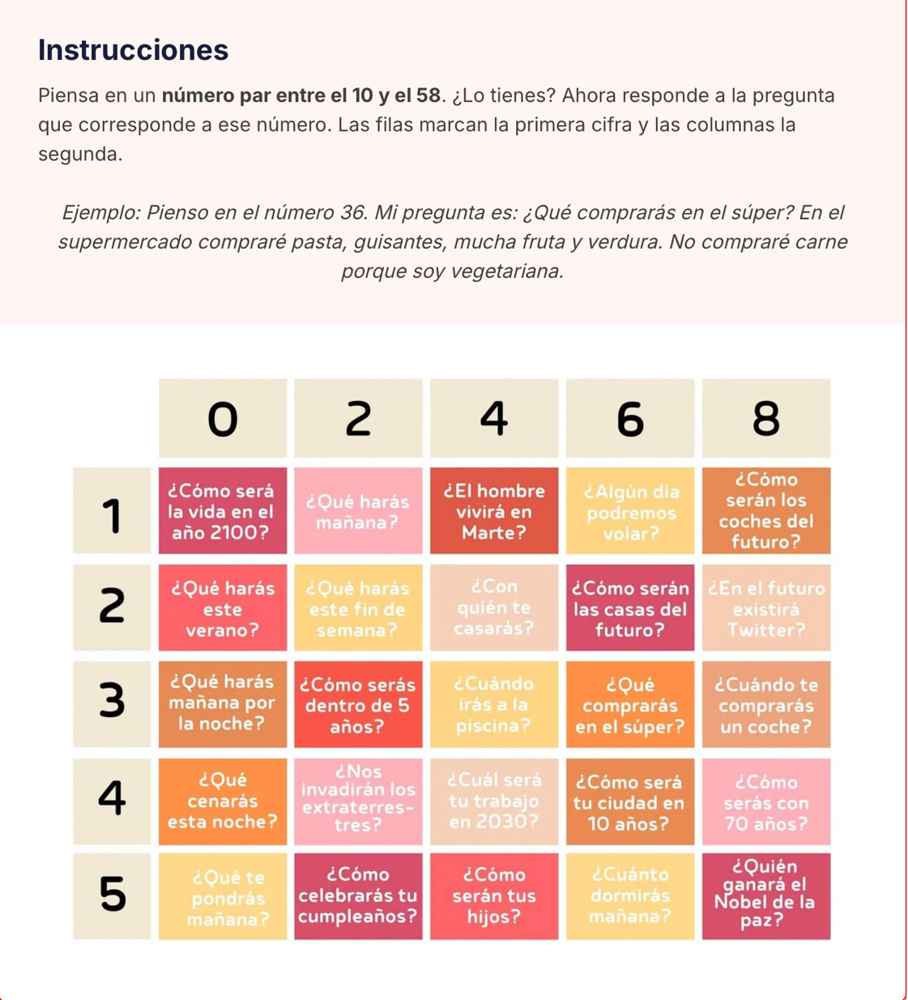 Instrucciones
Piensa en un número par entre el 10 y el 58. ¿Lo tienes? Ahora responde a la pregunta
que corresponde a ese número. Las filas marcan la primera cifra y las columnas la
segunda.
Ejemplo: Pienso en el número 36. Mi pregunta es: ¿Qué comprarás en el súper? En el
supermercado compraré pasta, guisantes, mucha fruta y verdura. No compraré carne
porque soy vegetariana.
0
2
4
6
8
1
¿Cómo será
la vida en el
año 2100?
¿Qué harás
mañana?
¿El hombre
vivirá en
Marte?
¿Algún día
podremos
volar?
¿Cómo
serán los
coches del
futuro?
2
¿Qué harás
este
verano?
¿Qué harás
este fin de
semana?
¿Con
quién te
casarás?
¿Cómo serán
las casas del
futuro?
¿En el futuro
existirá
Twitter?
3
¿Qué harás
mañana por
la noche?
¿Cómo serás
dentro de 5
años?
¿Cuándo
irás a la
piscina?
¿Qué
comprarás
en el súper?
¿Cuándo te
comprarás
un coche?
4
¿Qué
cenarás
esta noche?
¿Nos
invadirán los
extraterres-
tres?
¿Cuál será
tu trabajo
en 2030?
¿Cómo será
tu ciudad en
10 años?
¿Cómo
serás con
70 años?
5
¿Qué te
pondrás
mañana?
¿Cómo
celebrarás tu
cumpleaños?
¿Cómo
serán tus
hijos?
¿Cuánto
dormirás
mañana?
¿Quién
ganará el
Nobel de la
paz?